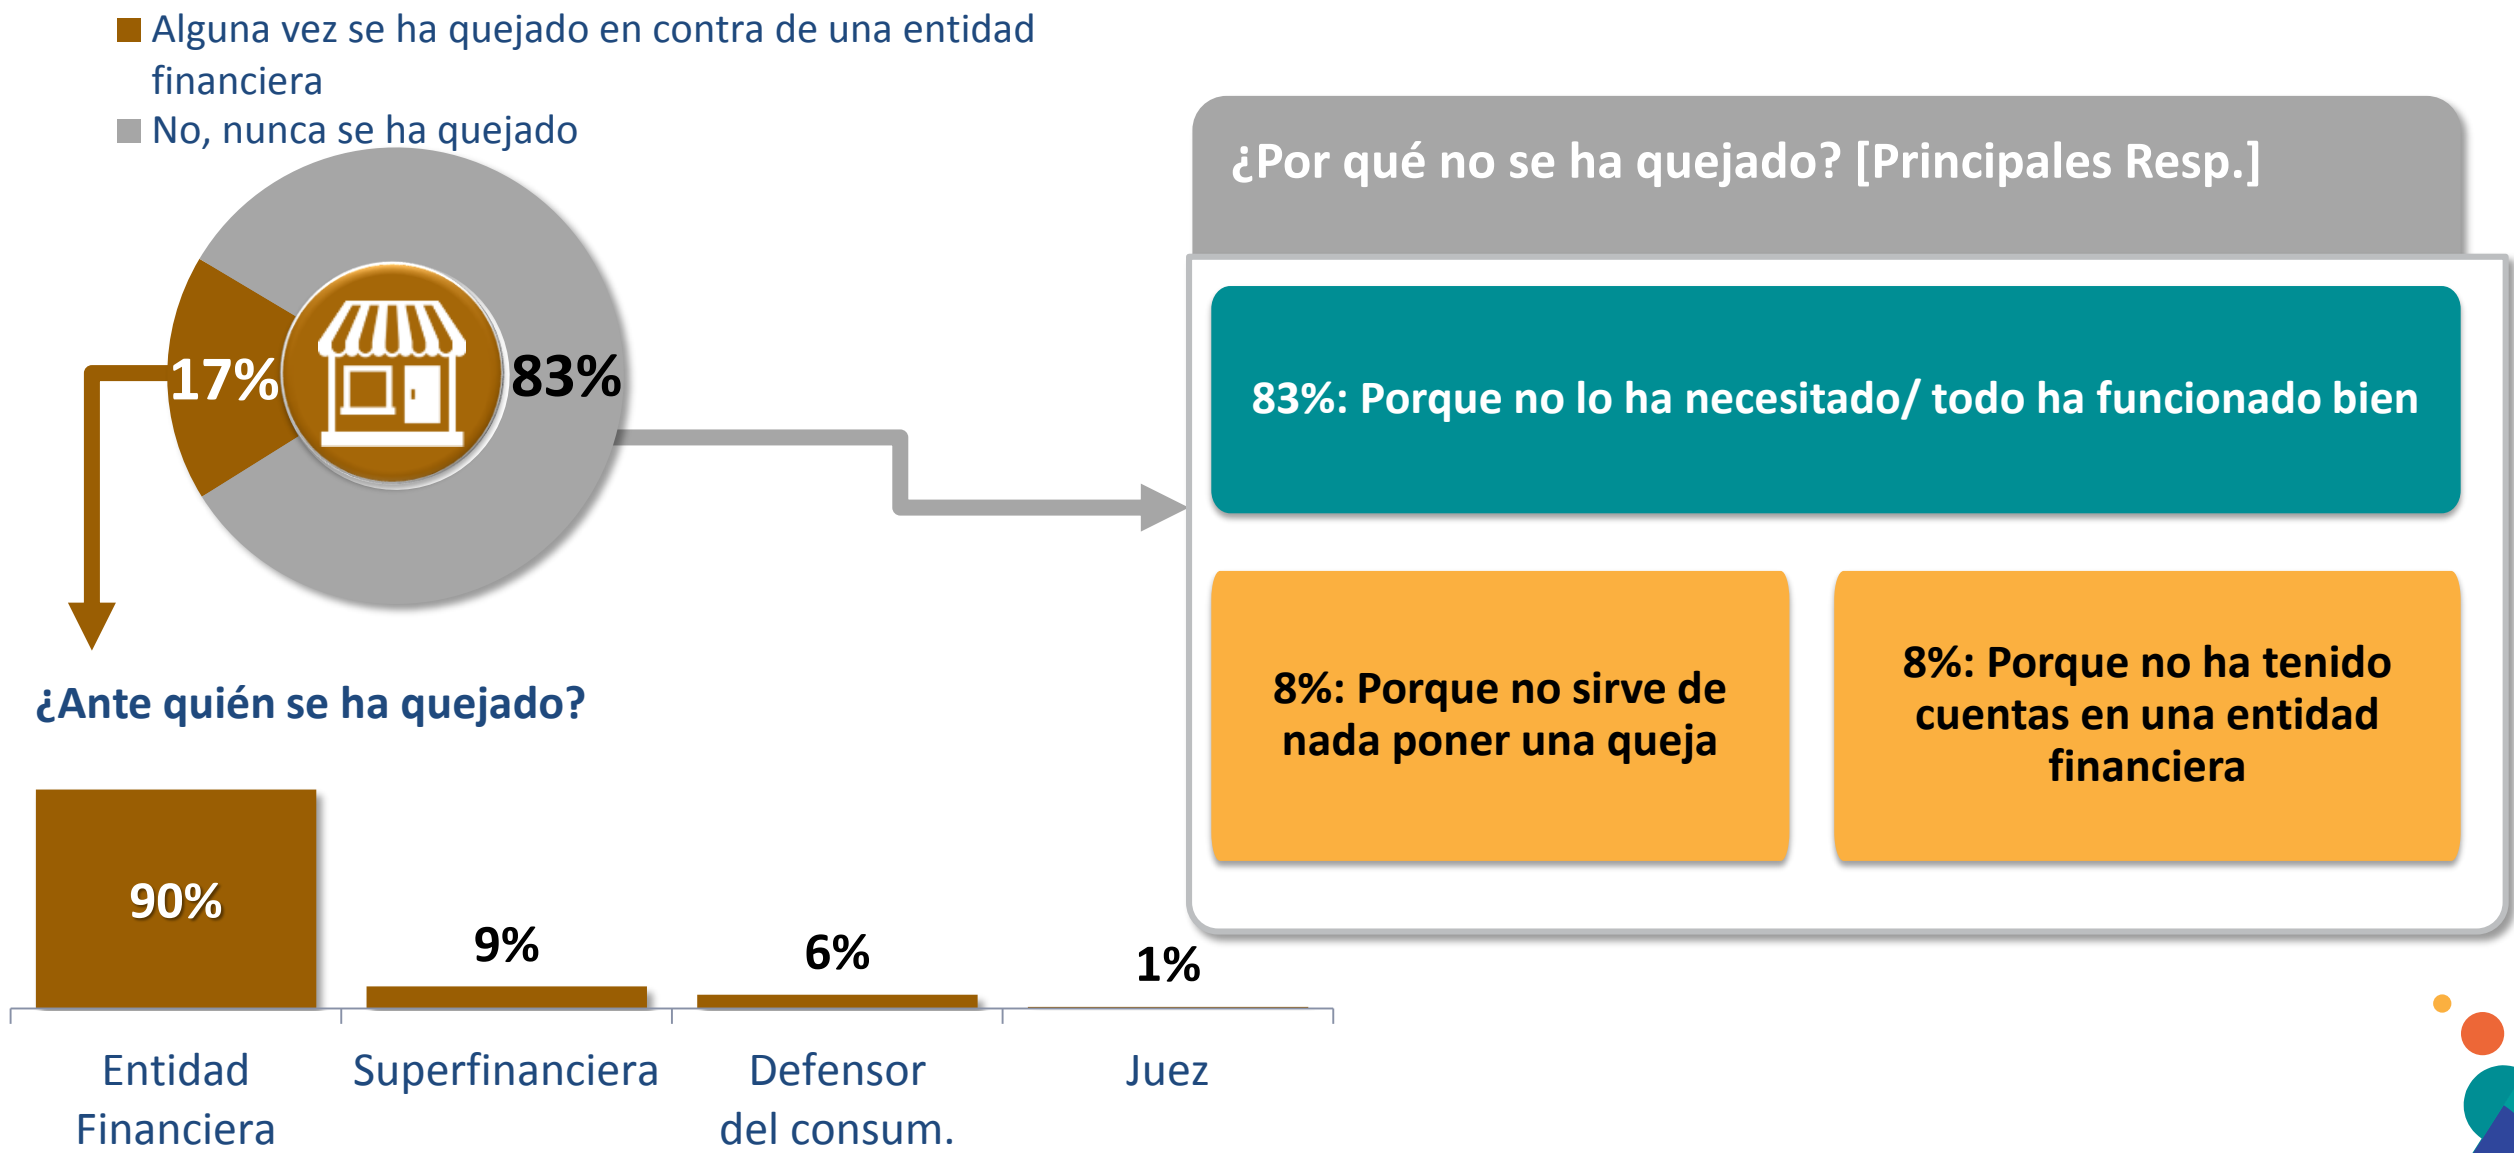 Alguna vez se ha quejado en contra de una entidad
financiera
No, nunca se ha quejado
17%
83%
¿Ante quién se ha quejado?
90%
9%
6%
1%
Entidad
Financiera
Superfinanciera
Defensor
del consum.
Juez
¿Por qué no se ha quejado? [Principales Resp.]
83%: Porque no lo ha necesitado/ todo ha funcionado bien
8%: Porque no sirve de
nada poner una queja
8%: Porque no ha tenido
cuentas en una entidad
financiera